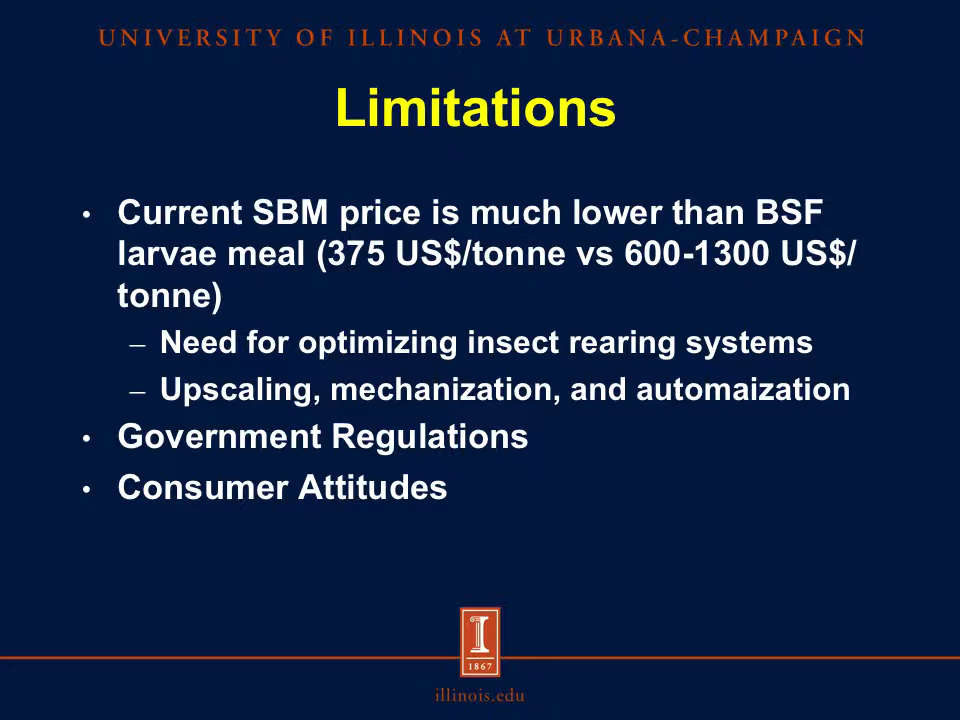 UNIVERSITY OF ILLINOIS AT URBANA-CHAMPAIGN
Limitations
• Current SBM price is much lower than BSF
larvae meal (375 US$/tonne vs 600-1300 US$/
tonne)
– Need for optimizing insect rearing systems
– Upscaling, mechanization, and automaization
• Government Regulations
• Consumer Attitudes
I
1867
illinois.edu